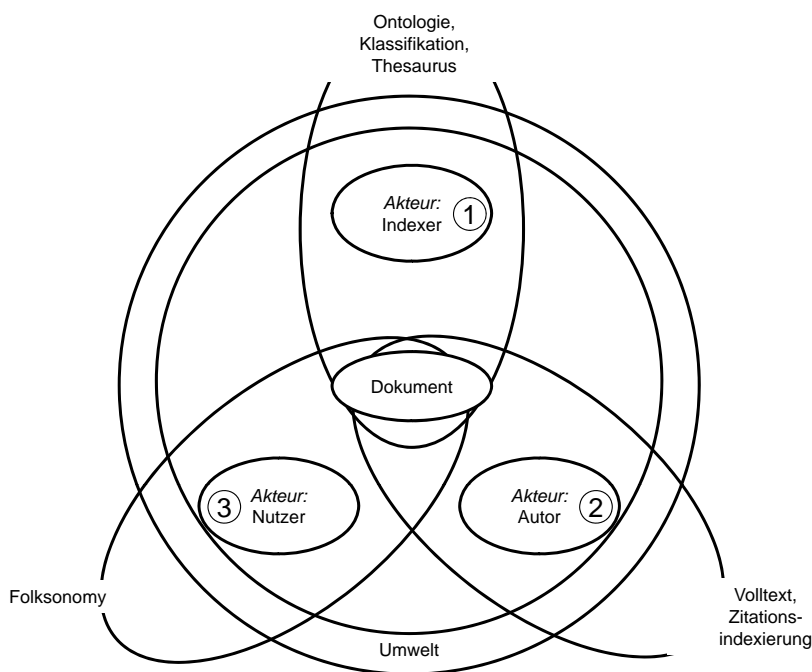 Ontologie,
Klassifikation,
Thesaurus
Akteur:
Indexer
1
Dokument
3
Akteur:
Nutzer
Akteur:
Autor
2
Folksonomy
Volltext,
Zitations-
indexierung
Umwelt